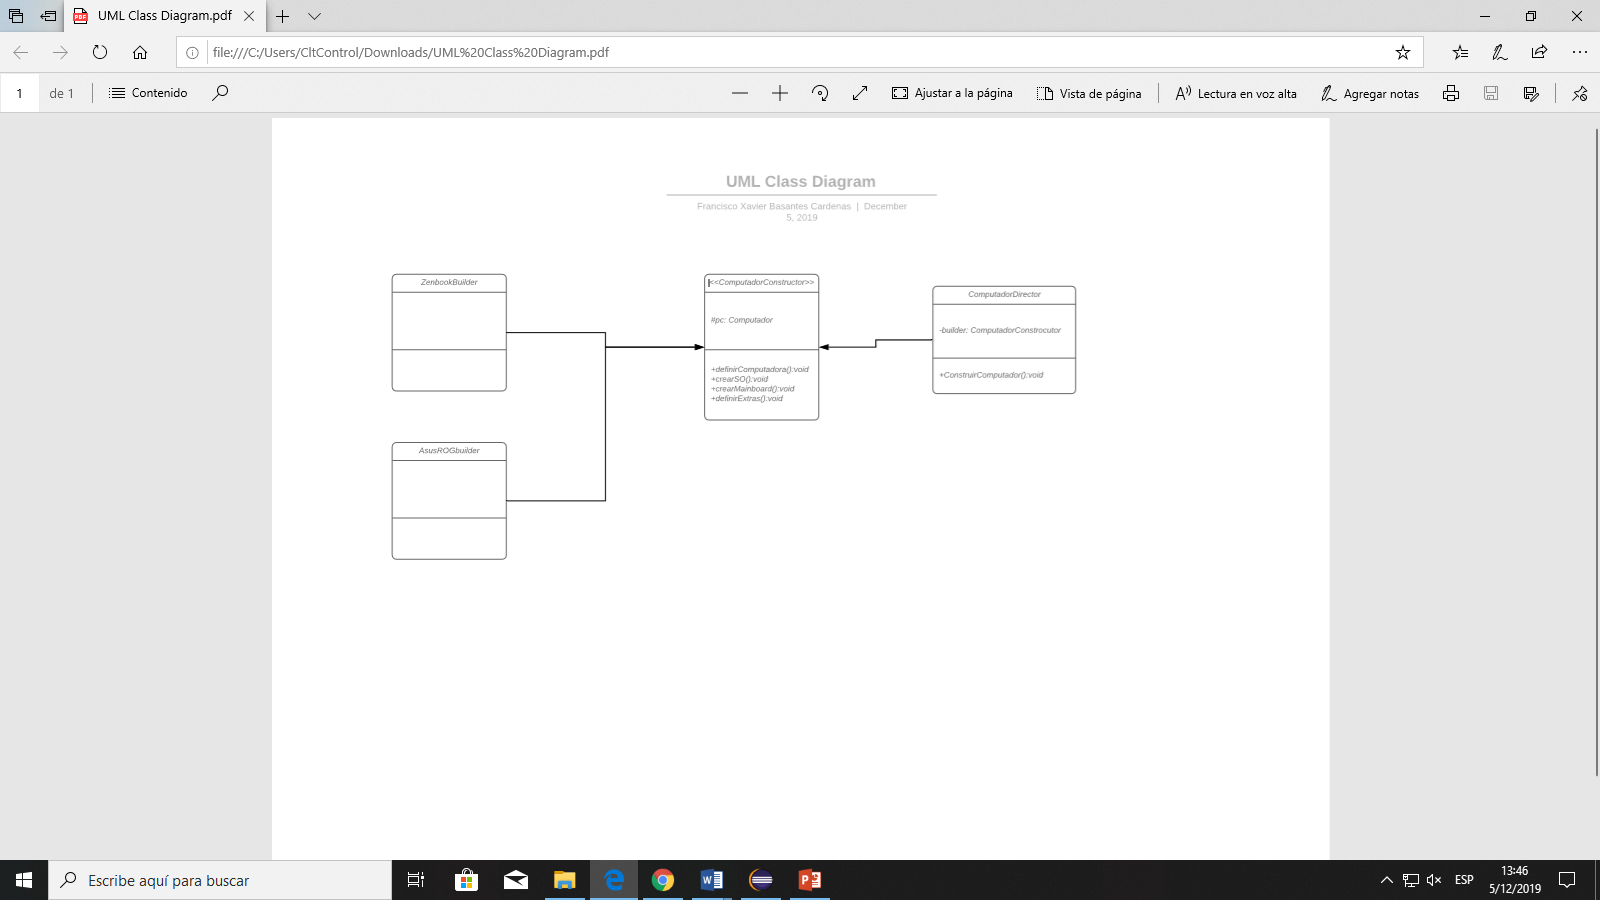 UML Class Diagram.pdf
file:///C:/Users/CltControl/Downloads/UML%20Class%20Diagram.pdf
1 de 1 Contenido Ajustar a la página Vista de página Lectura en voz alta Agregar notas
UML Class Diagram
Francisco Xavier Basantes Cardenas | December
5, 2019
ZenbookBuilder
<<ComputadorConstructor>>
#pc: Computador
+definirComputadora():void
+crearSO():void
+crearMainboard():void
+definirExtras():void
ComputadorDirector
-builder: ComputadorConstrocutor
+ConstruirComputador():void
AsusROGbuilder
Escribe aquí para buscar
ESP
13:46
5/12/2019